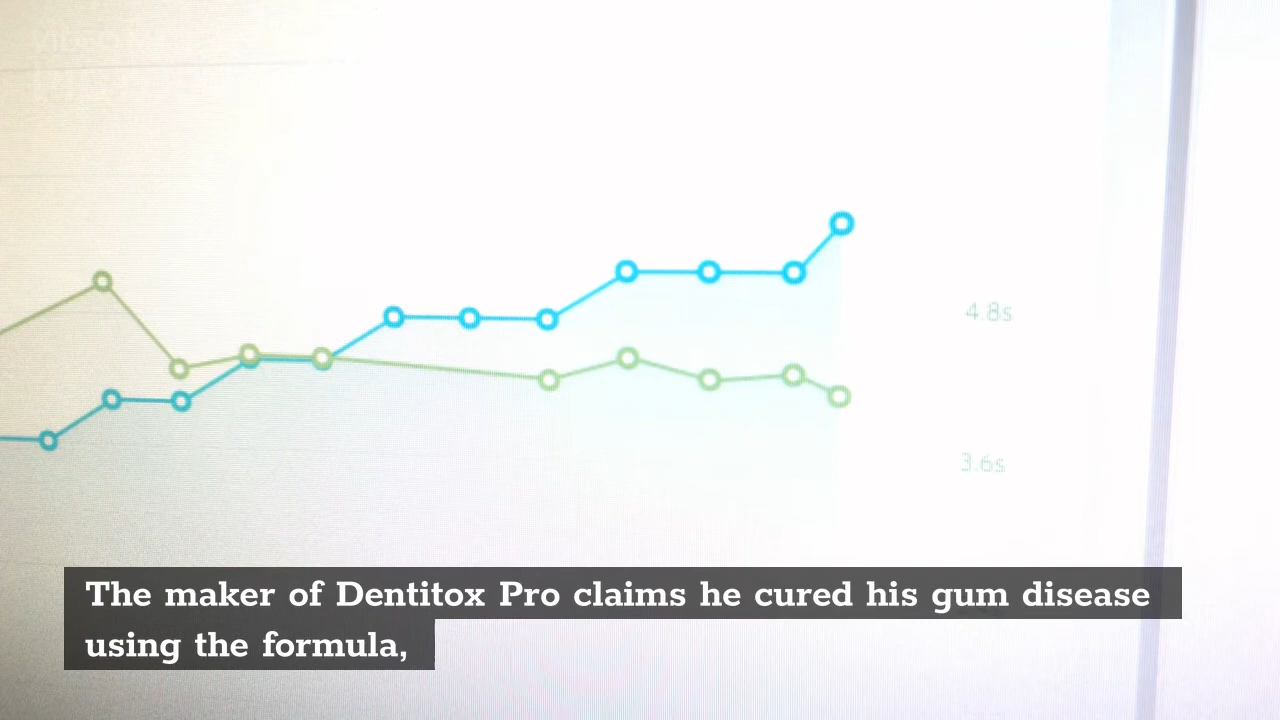 4.8s
3.6s
The maker of Dentitox Pro claims he cured his gum disease
using the formula,